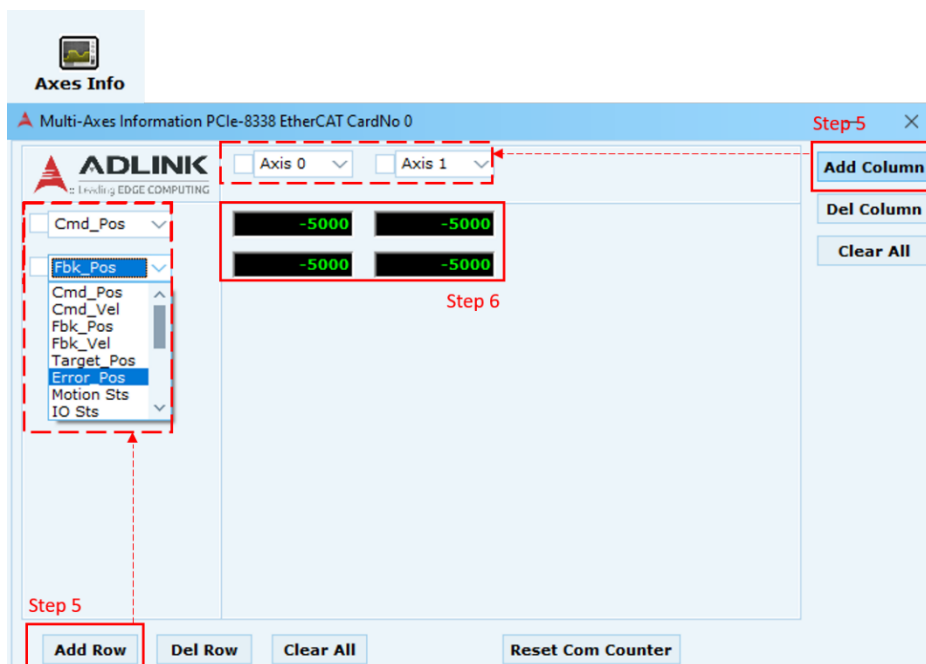 Axes Info
Multi-Axes Information PCIe-8338 EtherCAT CardNo 0
Step 5
ADLINK
Leading EDGE COMPUTING
Axis 0
Axis 1
Add Column
Del Column
Clear All
Cmd_Pos
-5000 -5000
Fbk_Pos
-5000 -5000
Step 6
Cmd_Pos
Cmd_Vel
Fbk_Pos
Fbk_Vel
Target_Pos
Error_Pos
Motion Sts
IO Sts
Step 5
Add Row
Del Row
Clear All
Reset Com Counter